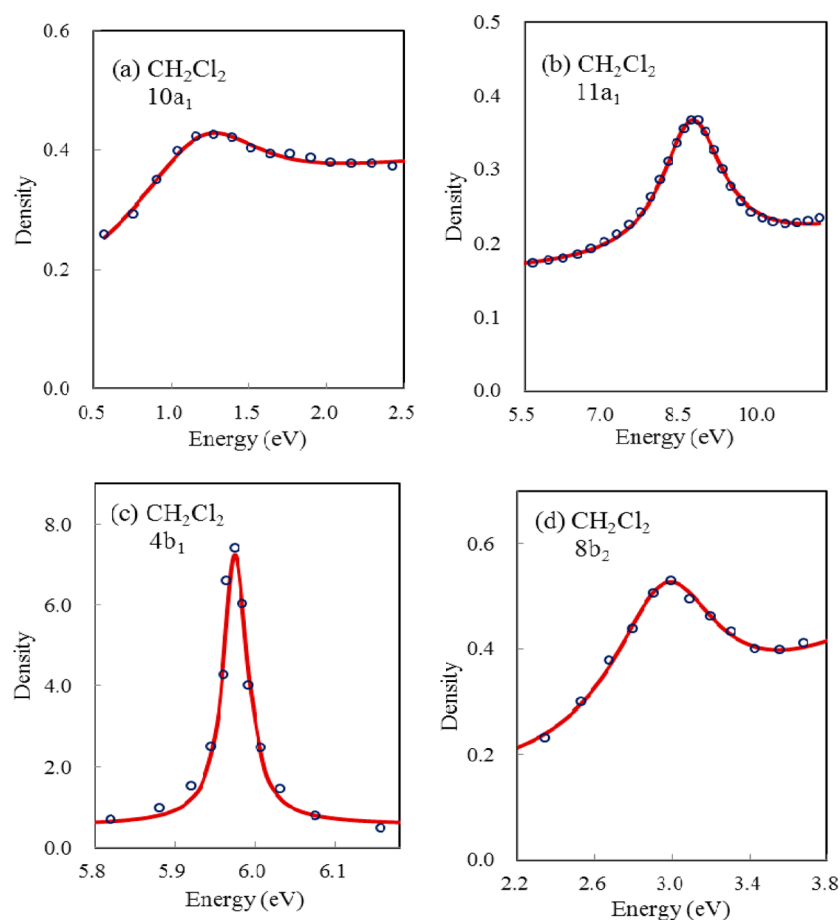 (a) CH₂Cl₂
10a₁
Density
0.6
0.4
0.2
0.0
0.5 1.0 1.5 2.0 2.5
Energy (eV)
(b) CH₂Cl₂
11a₁
Density
0.5
0.4
0.3
0.2
0.1
0.0
5.5 7.0 8.5 10.0
Energy (eV)
(c) CH₂Cl₂
4b₁
Density
8.0
6.0
4.0
2.0
0.0
5.8 5.9 6.0 6.1
Energy (eV)
(d) CH₂Cl₂
8b₂
Density
0.6
0.4
0.2
0.0
2.2 2.6 3.0 3.4 3.8
Energy (eV)